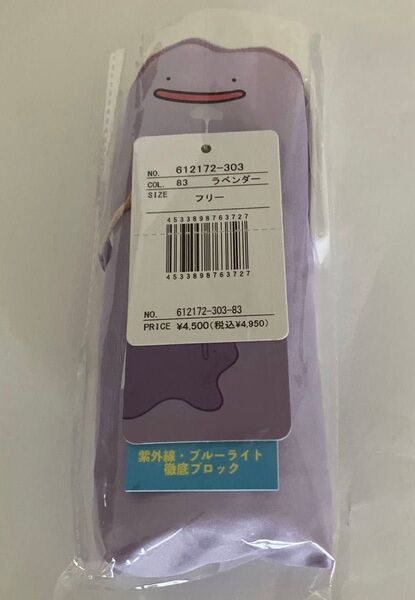 NO. 612172-303
COL. 83 ラベンダー
SIZE フリー
4533898763727
4533898763727
NO. 612172-303-83
PRICE ¥4,500(税込¥4,950)
紫外線・ブルーライト
徹底ブロック